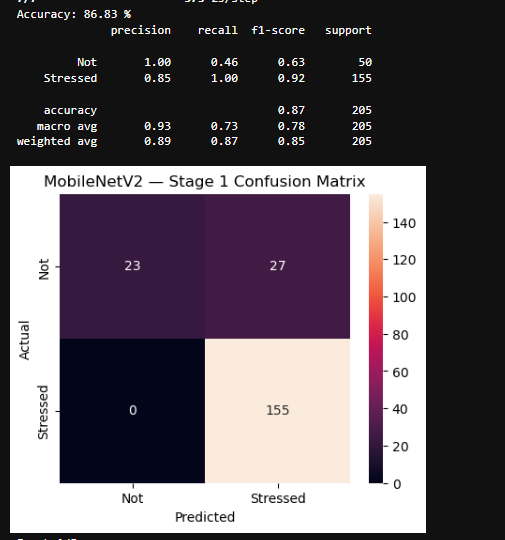 Accuracy: 86.83 %
precision recall f1-score support
Not 1.00 0.46 0.63 50
Stressed 0.85 1.00 0.92 155
accuracy 0.87 205
macro avg 0.93 0.73 0.78 205
weighted avg 0.89 0.87 0.85 205
MobileNetV2 — Stage 1 Confusion Matrix
140
120
100
80
60
40
20
0
Not
23 27
Actual
Stressed
0 155
Not Stressed
Predicted